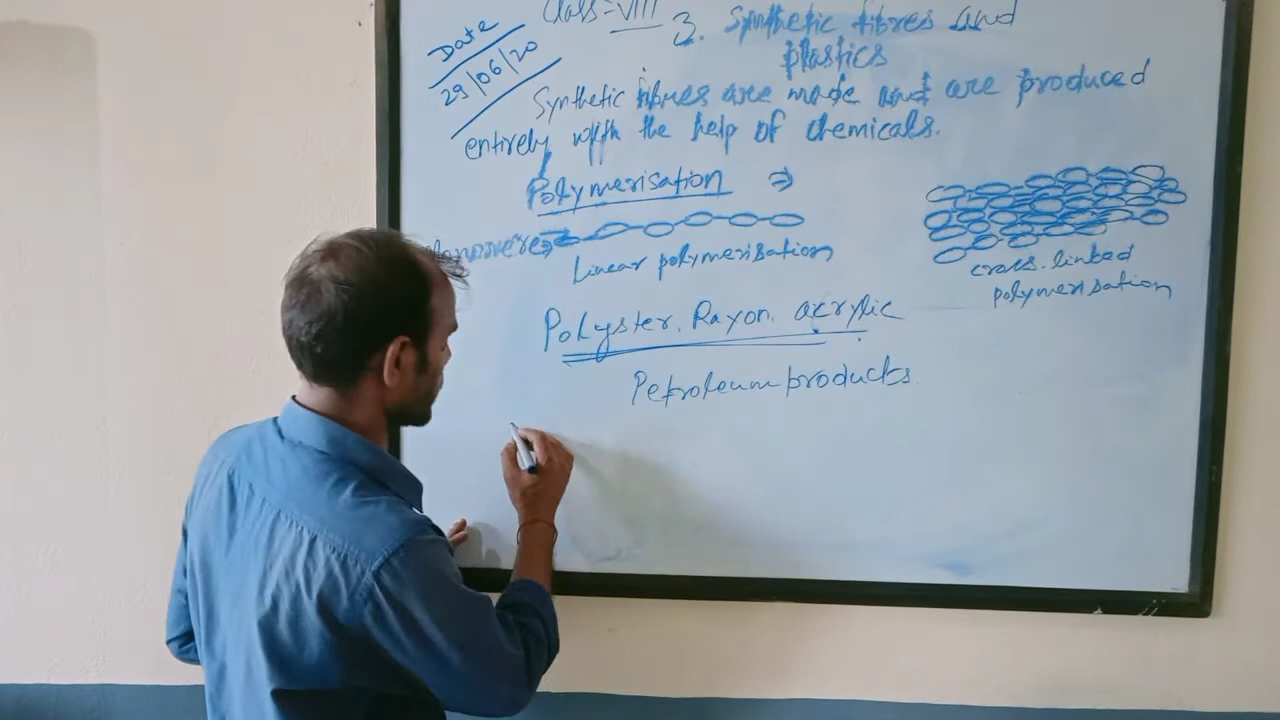 Class=VIII
Date
29/06/20
3. Synthetic fibres and
plastics
Synthetic fibres are made and are produced
entirely with the help of chemicals.
Polymerisation ⇒
Linear polymerisation
cross-linked
polymerisation
Polyster, Rayon, acrylic
Petroleum products